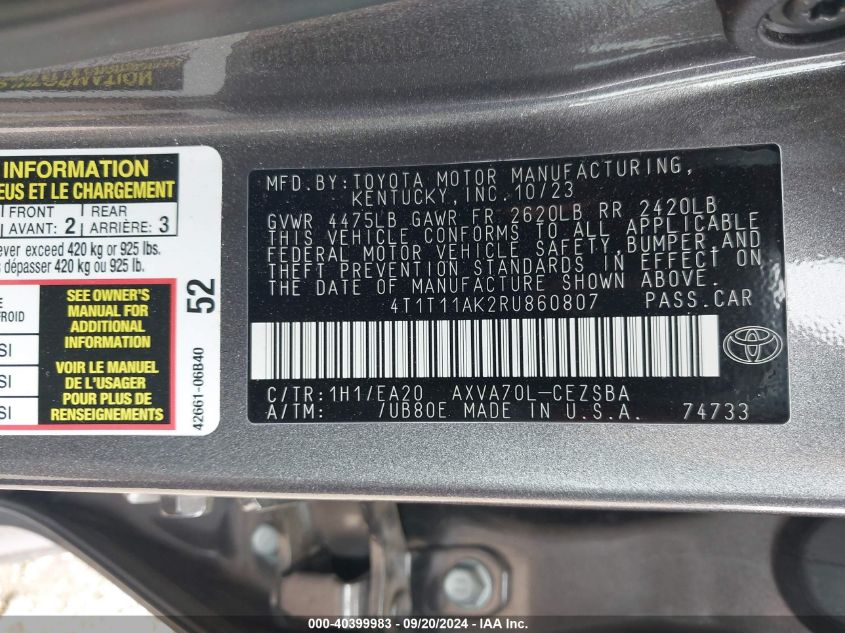 INFORMATION
EUS ET LE CHARGEMENT
FRONT
AVANT: 2
REAR
ARRIÈRE: 3
ever exceed 420 kg or 925 lbs.
dépasser 420 kg ou 925 lb.
FROID
SI
SI
SI
SEE OWNER'S
MANUAL FOR
ADDITIONAL
INFORMATION
VOIR LE MANUEL
DE L'USAGER
POUR PLUS DE
RENSEIGNEMENTS
52
42661-06B40
MFD.BY:TOYOTA MOTOR MANUFACTURING,
KENTUCKY,INC.10/23
GVWR 4475LB GAWR FR 2620LB RR 2420LB
THIS VEHICLE CONFORMS TO ALL APPLICABLE
FEDERAL MOTOR VEHICLE SAFETY,BUMPER,AND
THEFT PREVENTION STANDARDS IN EFFECT ON
THE DATE OF MANUFACTURE SHOWN ABOVE.
4T1T11AK2RU860807 PASS.CAR
C/TR:1H1/EA20 AXVA70L-CEZSBA
A/TM: /UB80E MADE IN U.S.A. 74733
000-40399983 - 09/20/2024 - IAA Inc.